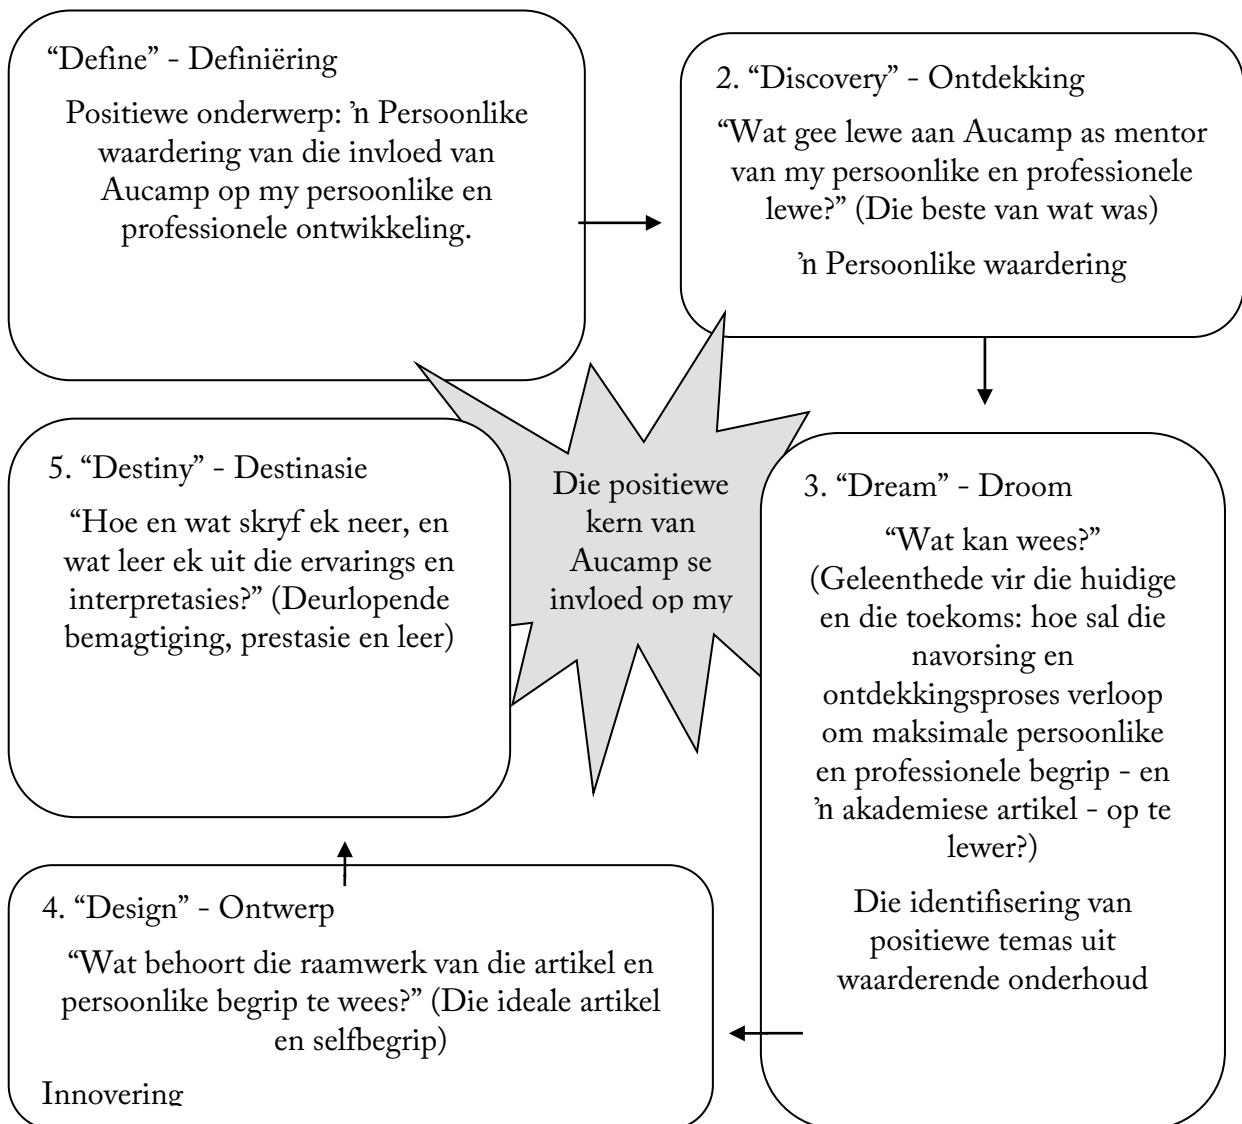 “Define” - Definiëring
Positiewe onderwerp: ’n Persoonlike
waardering van die invloed van
Aucamp op my persoonlike en
professionele ontwikkeling.
2. “Discovery” - Ontdekking
“Wat gee lewe aan Aucamp as mentor
van my persoonlike en professionele
lewe?” (Die beste van wat was)
’n Persoonlike waardering
3. “Dream” - Droom
“Wat kan wees?”
(Geleenthede vir die huidige
en die toekoms: hoe sal die
navorsing en
ontdekkingsproses verloop
om maksimale persoonlike
en professionele begrip - en
’n akademiese artikel - op te
lewer?)
Die identifisering van
positiewe temas uit
waarderende onderhoud
4. “Design” - Ontwerp
“Wat behoort die raamwerk van die artikel en
persoonlike begrip te wees?” (Die ideale artikel
en selfbegrip)
Innovering
5. “Destiny” - Destinasie
“Hoe en wat skryf ek neer, en
wat leer ek uit die ervarings en
interpretasies?” (Deurlopende
bemagtiging, prestasie en leer)
Die positiewe
kern van
Aucamp se
invloed op my